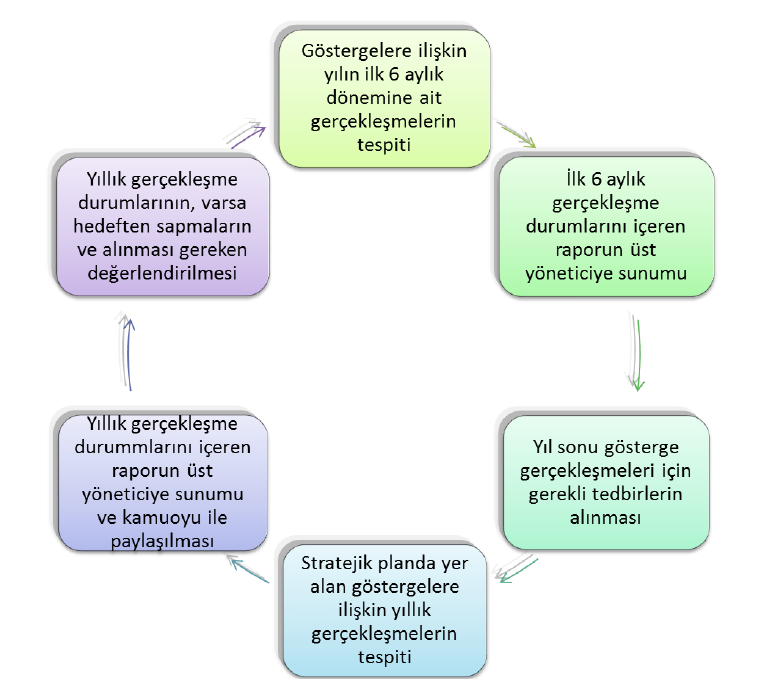 Göstergelere ilişkin
yılın ilk 6 aylık
dönemine ait
gerçekleşmelerin
tespiti
İlk 6 aylık
gerçekleşme
durumlarını içeren
raporun üst
yöneticiye sunumu
Yıl sonu gösterge
gerçekleşmeleri için
gerekli tedbirlerin
alınması
Stratejik planda yer
alan göstergelere
ilişkin yıllık
gerçekleşmelerin
tespiti
Yıllık gerçekleşme
durummlarını içeren
raporun üst
yöneticiye sunumu
ve kamuoyu ile
paylaşılması
Yıllık gerçekleşme
durumlarının, varsa
hedeften sapmaların
ve alınması gereken
değerlendirilmesi